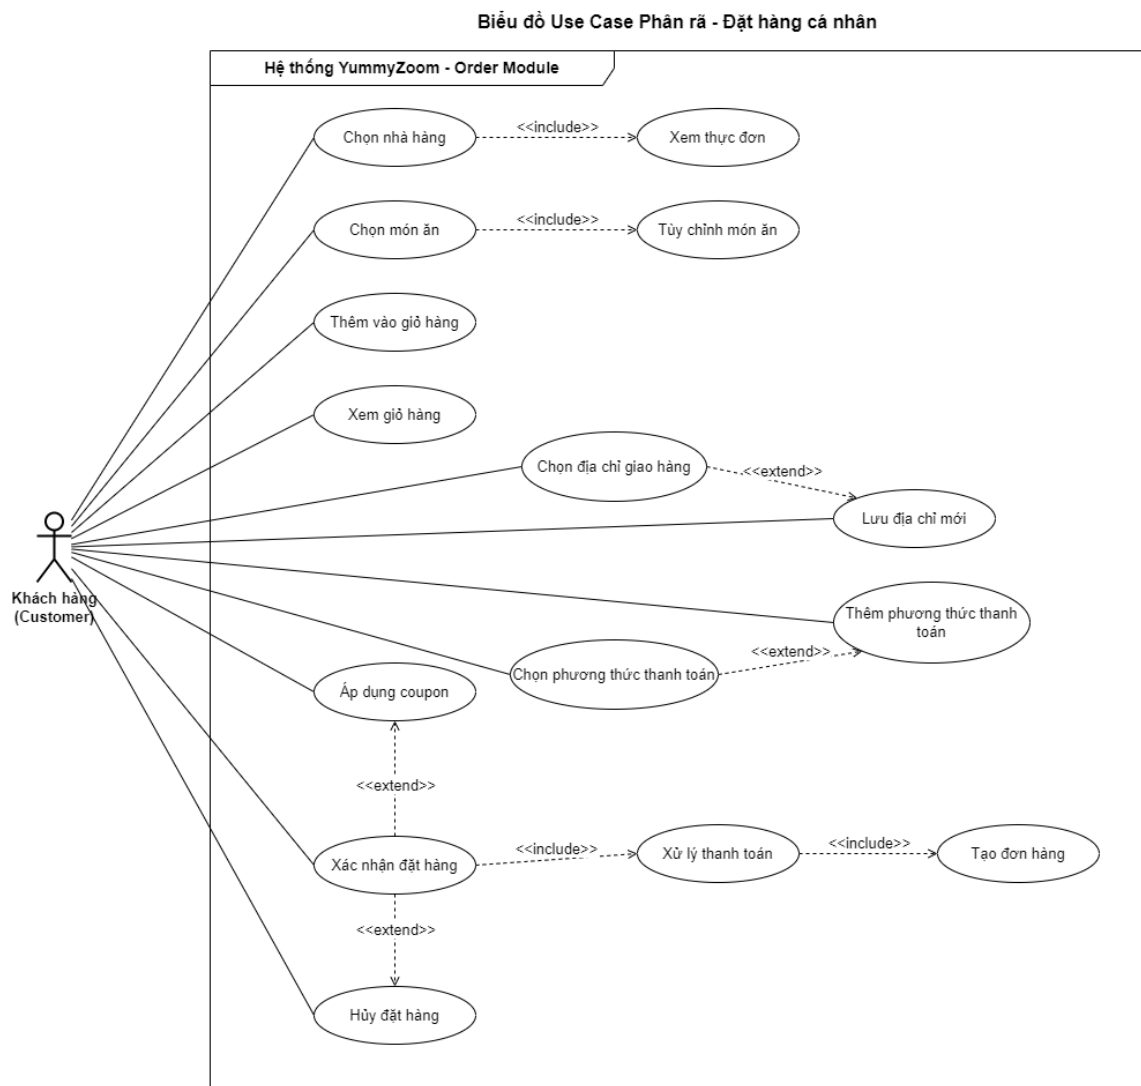 Biểu đồ Use Case Phân rã - Đặt hàng cá nhân
Hệ thống YummyZoom - Order Module
Chọn nhà hàng
<<include>>
Xem thực đơn
Chọn món ăn
<<include>>
Tùy chỉnh món ăn
Thêm vào giỏ hàng
Xem giỏ hàng
Chọn địa chỉ giao hàng
<<extend>>
Lưu địa chỉ mới
Khách hàng
(Customer)
Thêm phương thức thanh
toán
<<extend>>
Chọn phương thức thanh toán
Áp dụng coupon
<<extend>>
Xác nhận đặt hàng
<<include>>
Xử lý thanh toán
<<include>>
Tạo đơn hàng
<<extend>>
Hủy đặt hàng